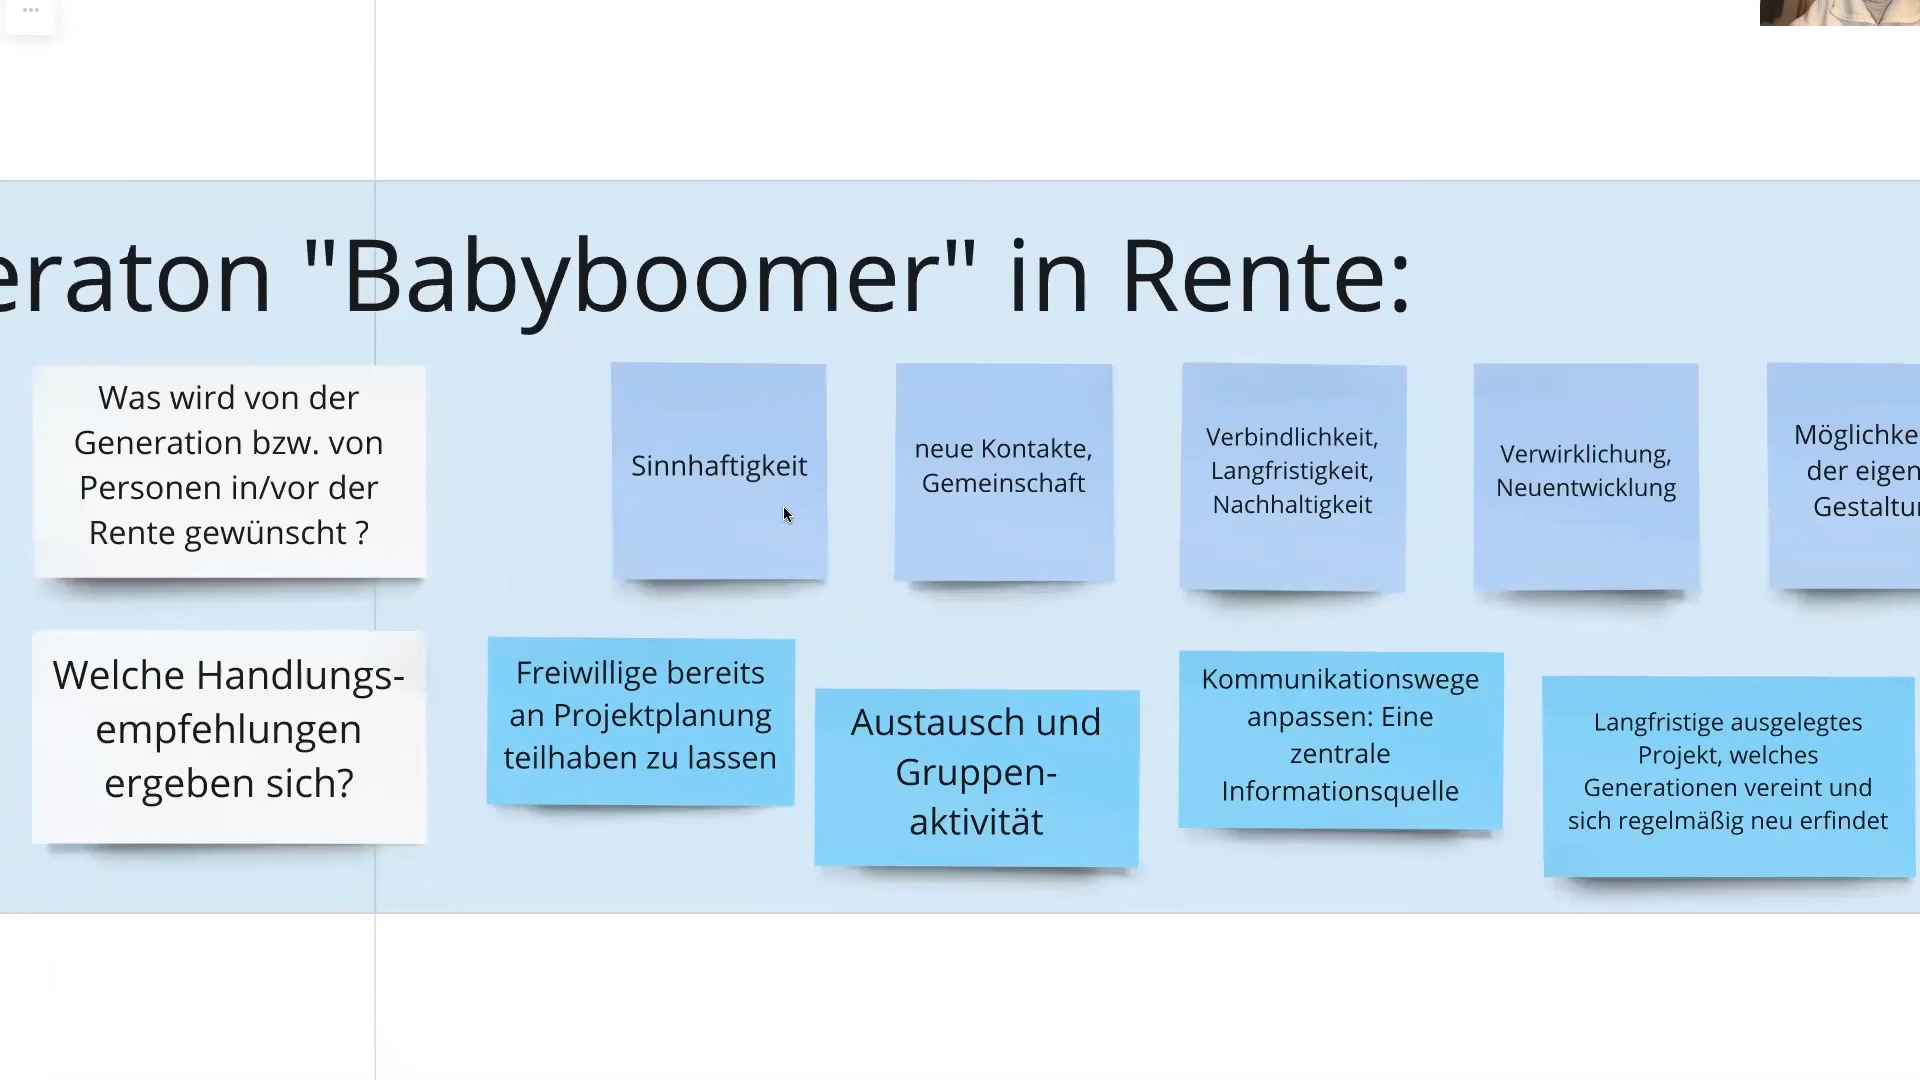 eraton "Babyboomer" in Rente:
Was wird von der
Generation bzw. von
Personen in/vor der
Rente gewünscht ?
Sinnhaftigkeit
neue Kontakte,
Gemeinschaft
Verbindlichkeit,
Langfristigkeit,
Nachhaltigkeit
Verwirklichung,
Neuentwicklung
Möglichke
der eigen
Gestaltu
Welche Handlungs-
empfehlungen
ergeben sich?
Freiwillige bereits
an Projektplanung
teilhaben zu lassen
Austausch und
Gruppen-
aktivität
Kommunikationswege
anpassen: Eine
zentrale
Informationsquelle
Langfristige ausgelegtes
Projekt, welches
Generationen vereint und
sich regelmäßig neu erfindet